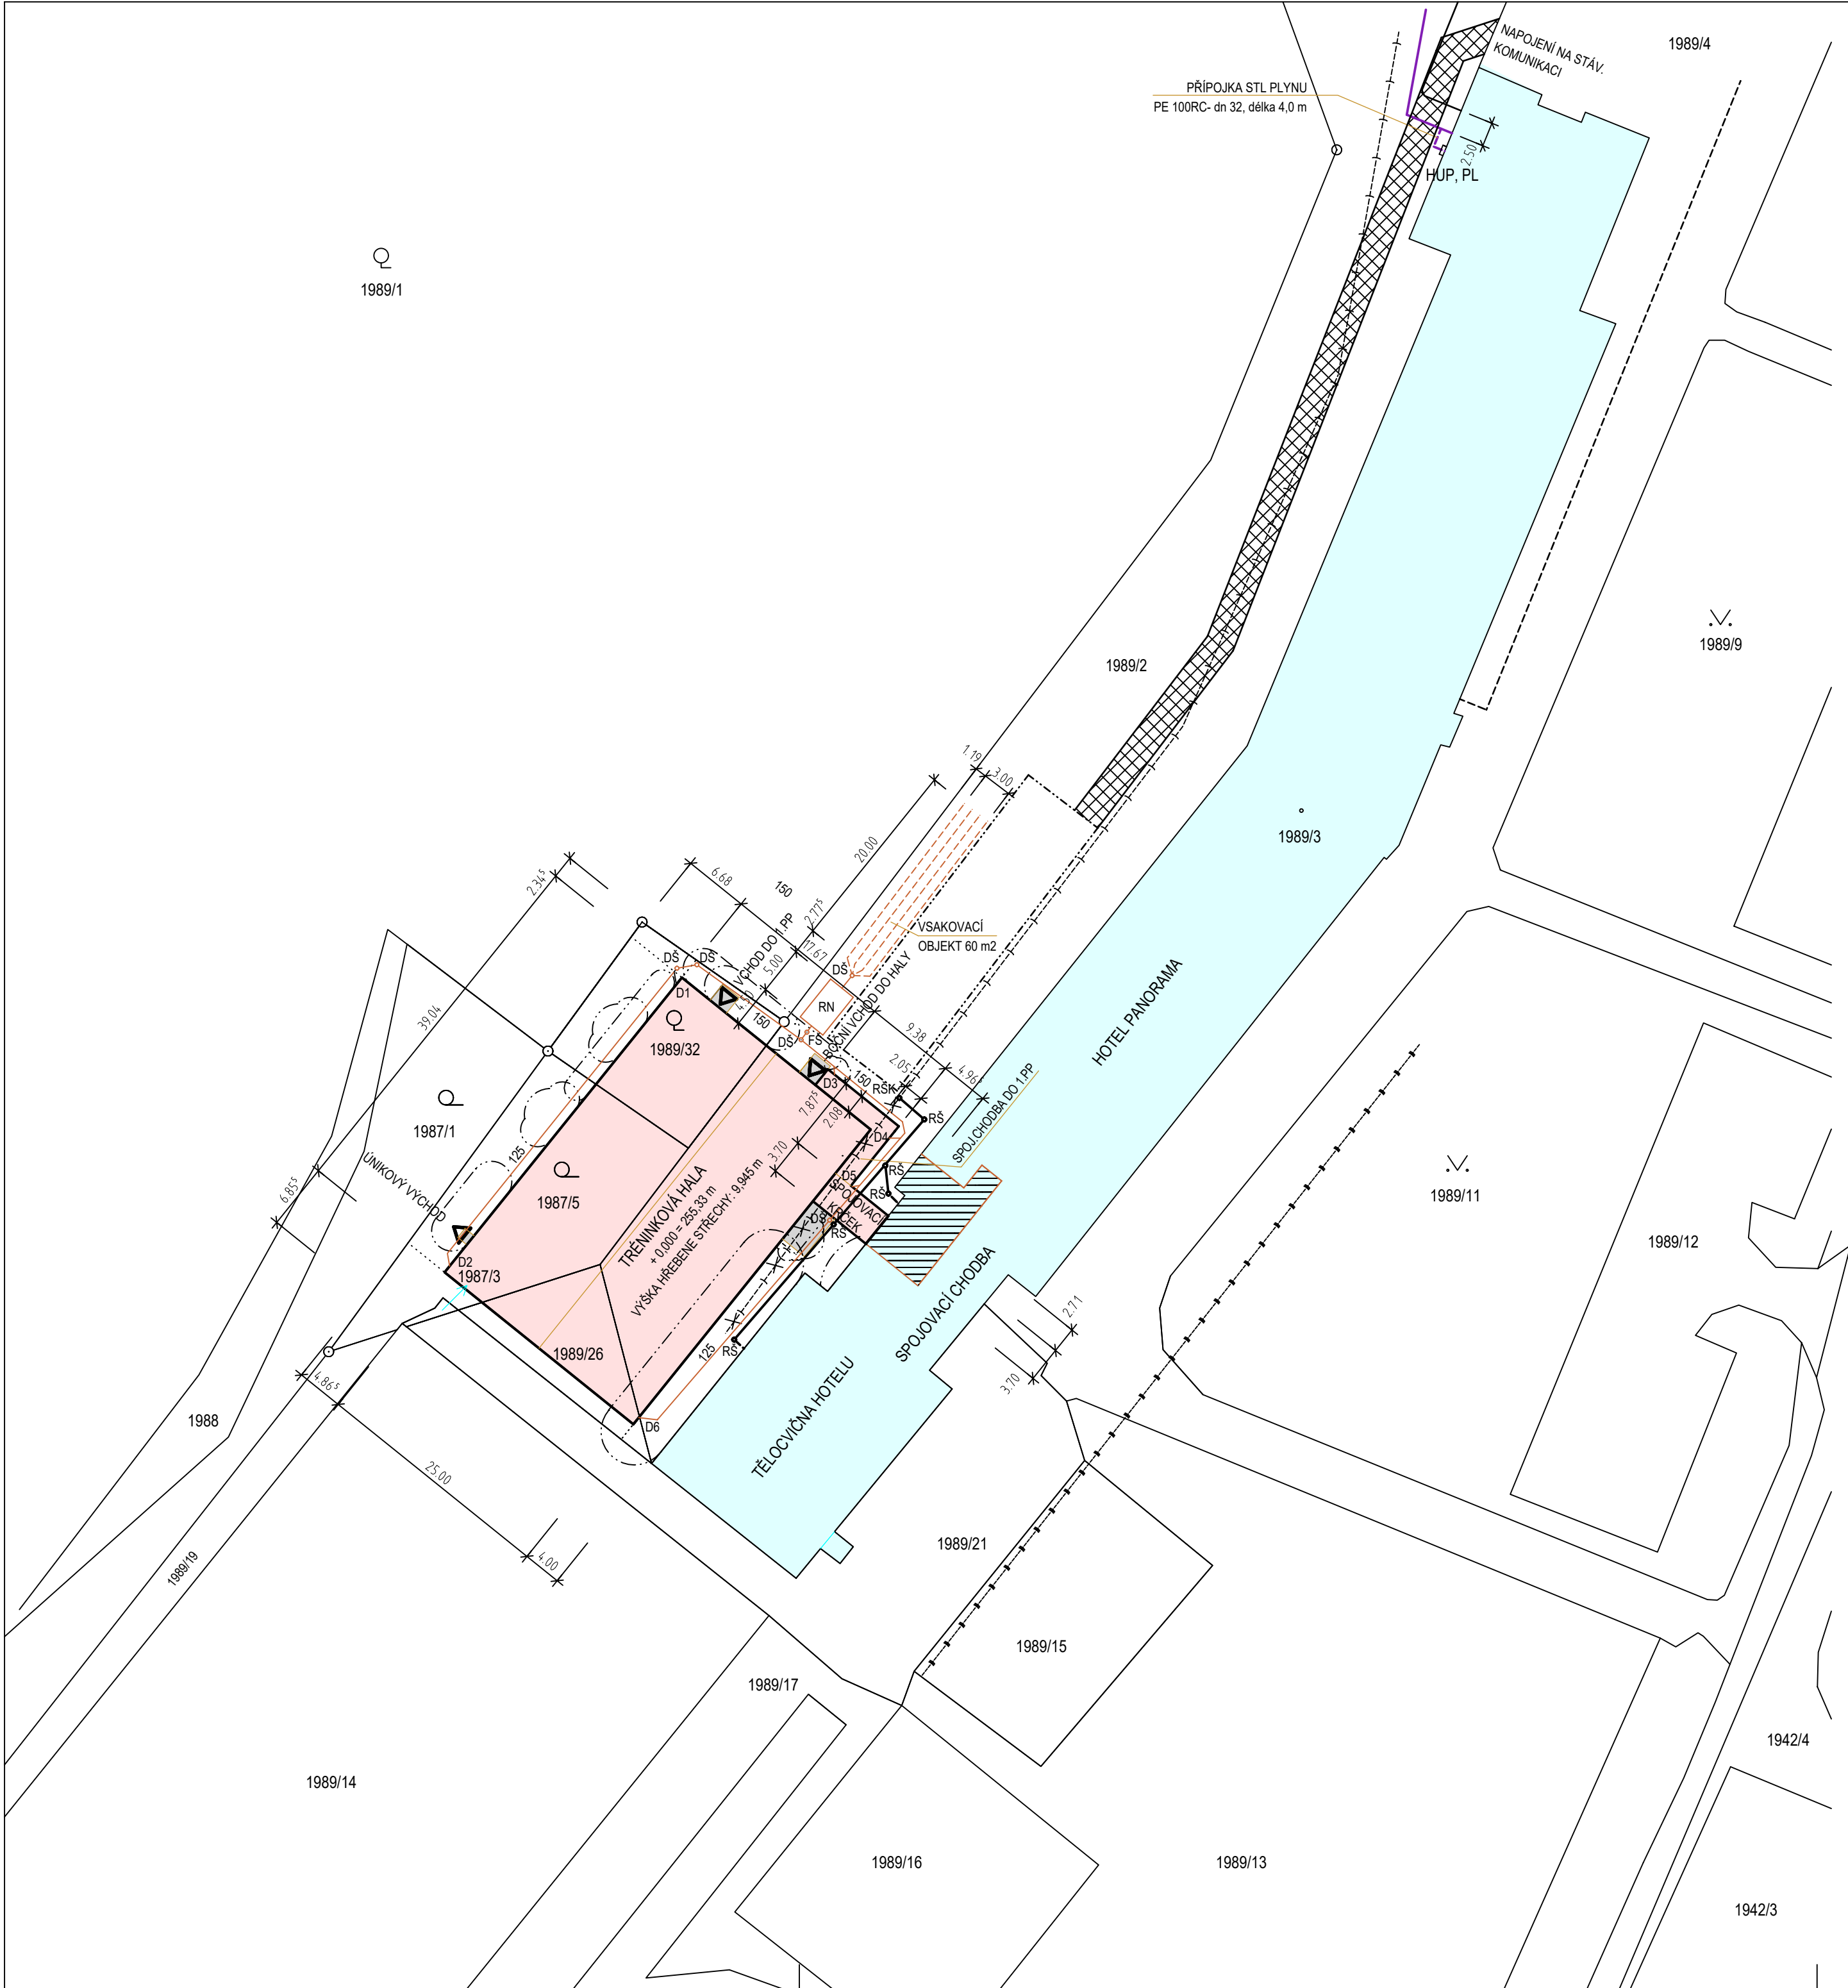 NAPOJENÍ NA STÁV.
KOMUNIKACI
1989/4
PŘÍPOJKA STL PLYNU
PE 100RC- dn 32, délka 4,0 m
2.50
HUP, PL
1989/1
1989/2
1989/9
1.19
3.00
20.00
1989/3
2.34⁵
6.68
150
2.77⁵
VSAKOVACÍ
OBJEKT 60 m2
VCHOD DO 1.PP
17.67
5.00
DŠ
DŠ
DŠ
D1
RN
150
DŠ
FŠ
BOČNÍ VCHOD DO HALY
HOTEL PANORAMA
39.04
1989/32
9.38
2.05
4.96⁵
D3
150
RŠK
RŠ
7.87⁵
2.08
1987/1
125
D4
SPOJ.CHODBA DO 1.PP
3.70
ÚNIKOVÝ VÝCHOD
6.85⁵
1987/5
TRÉNINKOVÁ HALA
+ 0,000 = 255,33 m
VÝŠKA HŘEBENE STŘECHY: 9,945 m
D5
RŠ
RŠ
SPOJOVACÍ
KRČEK
DŠ
RŠ
1989/11
1989/12
D2
1987/3
SPOJOVACÍ CHODBA
2.71
3.70
1989/26
125
RŠ
4.86⁵
TĚLOCVIČNA HOTELU
D6
1988
25.00
4.00
1989/21
1989/19
1989/15
1989/17
1942/4
1989/14
1989/16
1989/13
1942/3